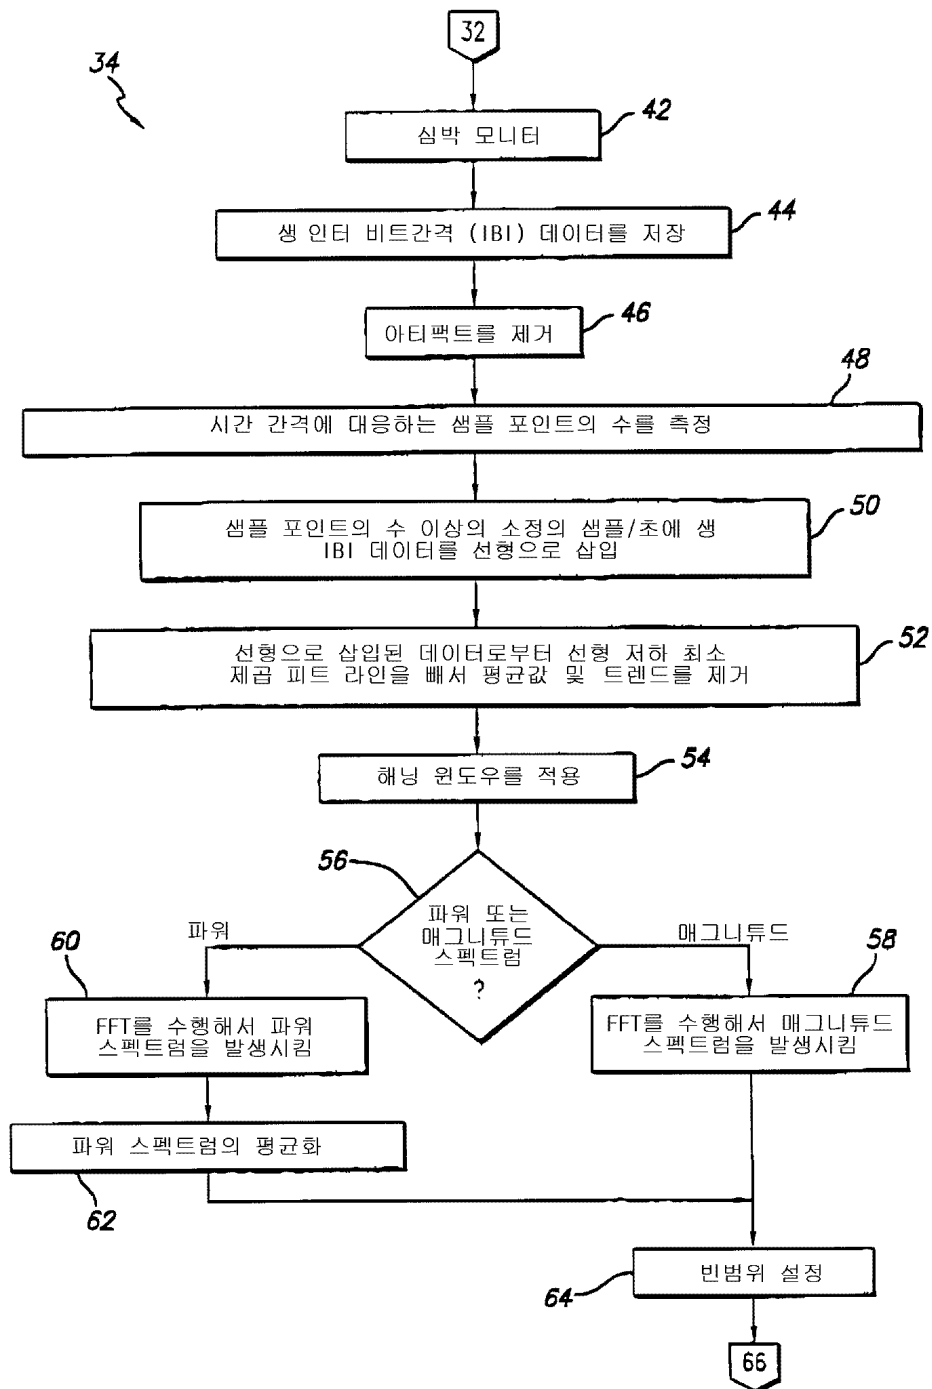 32
34
심박 모니터
42
생 인터 비트간격 (IBI) 데이터를 저장
44
아티팩트를 제거
46
시간 간격에 대응하는 샘플 포인트의 수를 측정
48
샘플 포인트의 수 이상의 소정의 샘플/초에 생
IBI 데이터를 선형으로 삽입
50
선형으로 삽입된 데이터로부터 선형 저하 최소
제곱 피트 라인을 빼서 평균값 및 트렌드를 제거
52
해닝 윈도우를 적용
54
56
파워 또는
매그니튜드
스펙트럼
?
파워
매그니튜드
60
FFT를 수행해서 파워
스펙트럼을 발생시킴
58
FFT를 수행해서 매그니튜드
스펙트럼을 발생시킴
파워 스펙트럼의 평균화
62
빈범위 설정
64
66